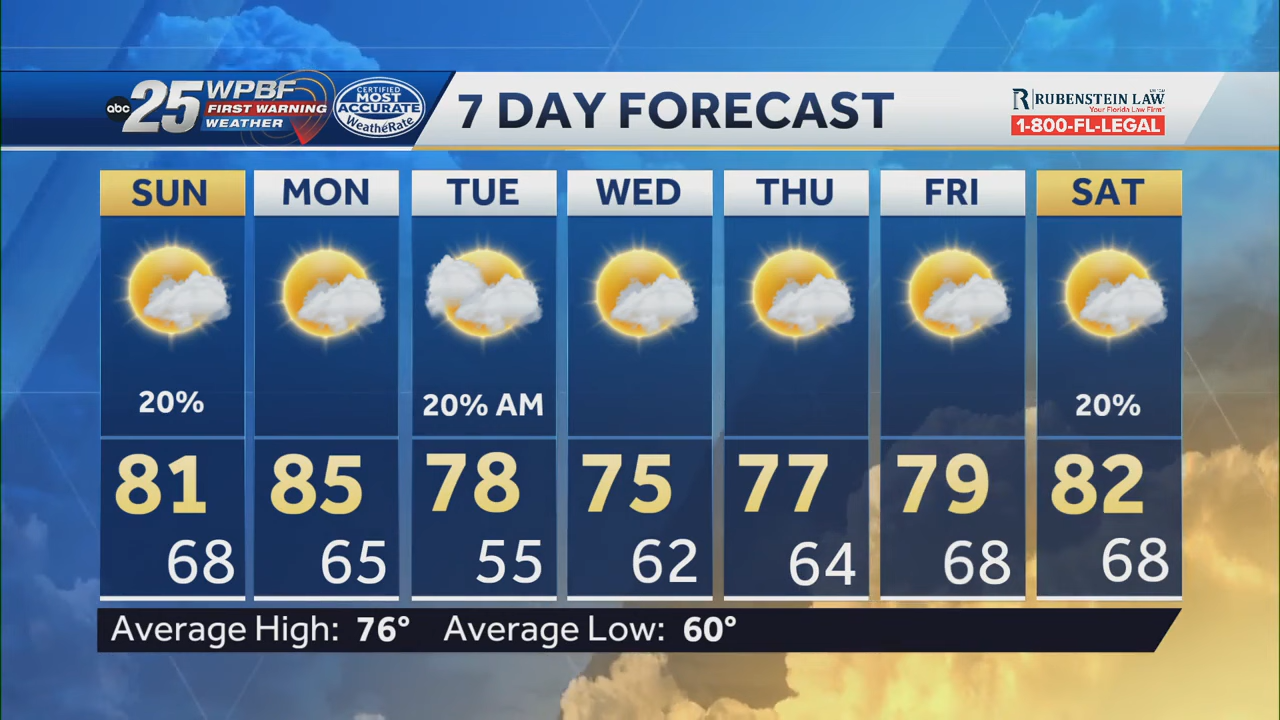 abc 25 WPBF
FIRST WARNING
WEATHER
CERTIFIED
MOST
ACCURATE
WeatheRate
7 DAY FORECAST
RUBENSTEIN LAW
Your Florida Law Firm
1-800-FL-LEGAL
SUN MON TUE WED THU FRI SAT
20% 20% AM 20%
81 85 78 75 77 79 82
68 65 55 62 64 68 68
Average High: 76° Average Low: 60°